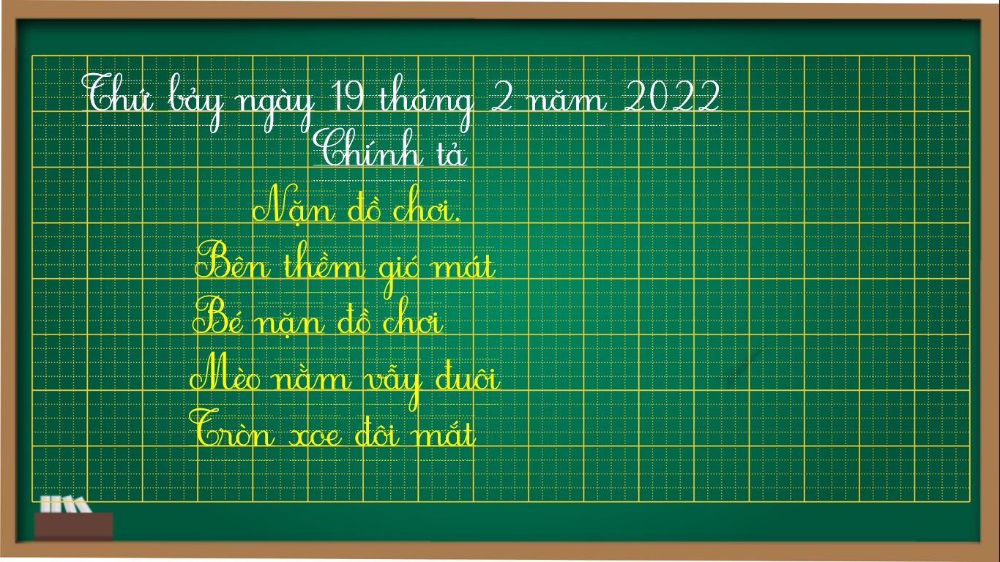 Thứ bảy ngày 19 tháng 2 năm 2022
Chính tả
Nặn đồ chơi.
Bên thềm gió mát
Bé nặn đồ chơi
Mèo nằm vẫy đuôi
Tròn xoe đôi mắt